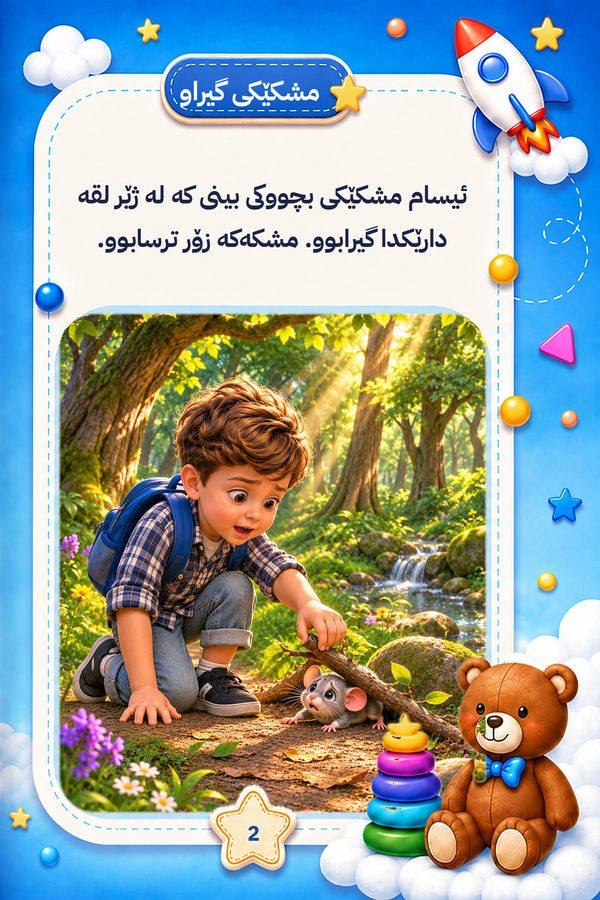 مشکێکی گیراو
ئیسام مشکێکی بچووکی بینی کە لە ژێر لقە
دارێکدا گیرابوو. مشکەکە زۆر ترسابوو.
2